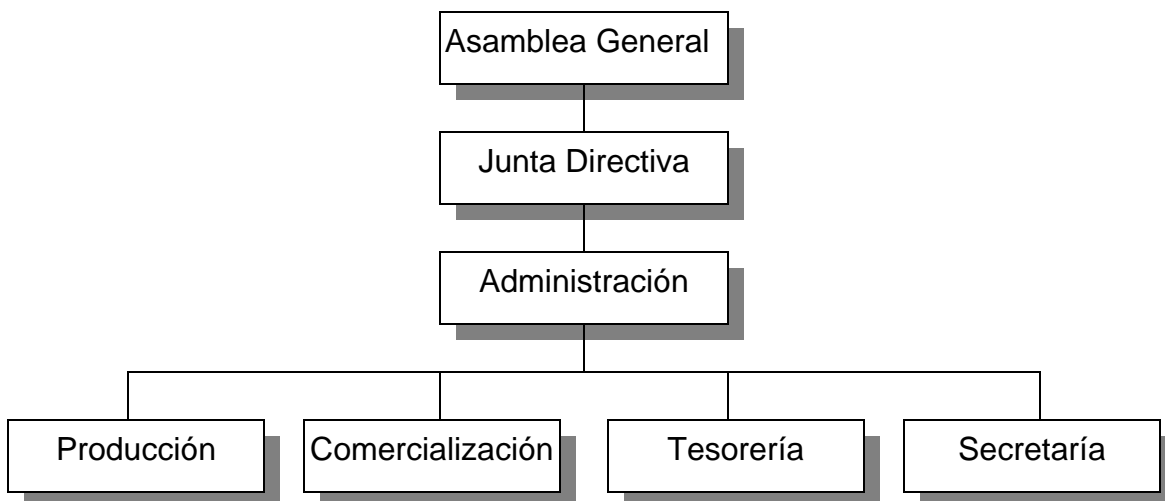 Asamblea General
Junta Directiva
Administración
Producción
Comercialización
Tesorería
Secretaría